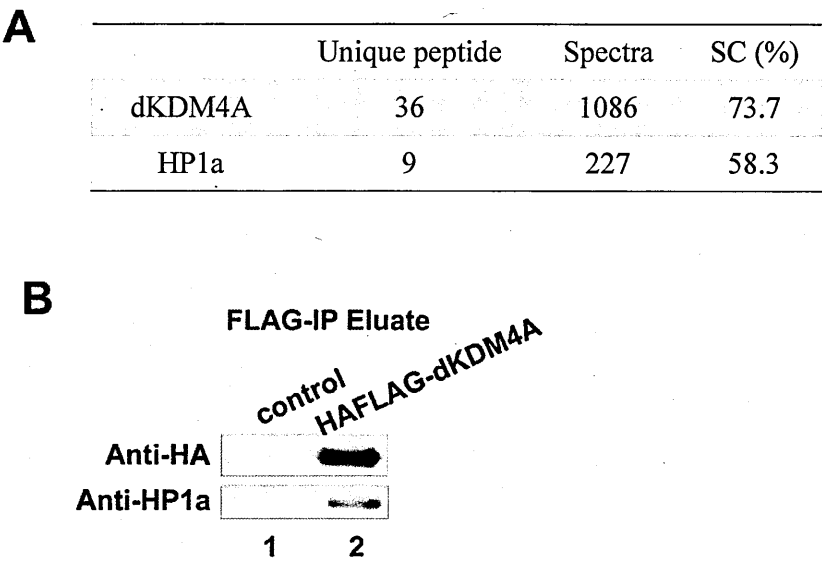 A
Unique peptide Spectra SC (%)
dKDM4A 36 1086 73.7
HP1a 9 227 58.3
B
FLAG-IP Eluate
control
HAFLAG-dKDM4A
Anti-HA
Anti-HP1a
1 2